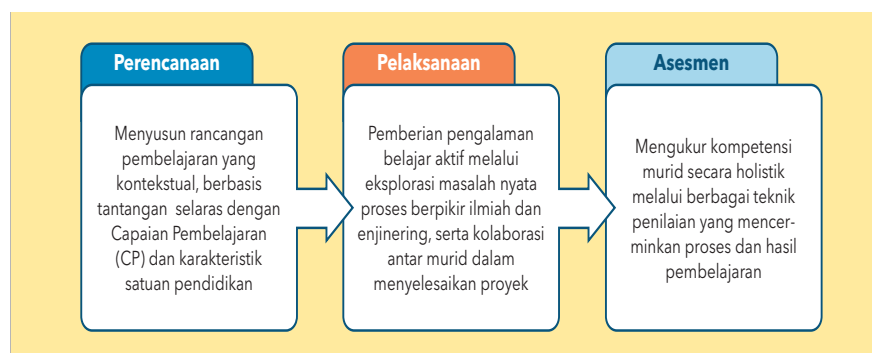 Perencanaan
Menyusun rancangan
pembelajaran yang
kontekstual, berbasis
tantangan selaras dengan
Capaian Pembelajaran
(CP) dan karakteristik
satuan pendidikan
Pelaksanaan
Pemberian pengalaman
belajar aktif melalui
eksplorasi masalah nyata
proses berpikir ilmiah dan
enjinering, serta kolaborasi
antar murid dalam
menyelesaikan proyek
Asesmen
Mengukur kompetensi
murid secara holistik
melalui berbagai teknik
penilaian yang mencer-
minkan proses dan hasil
pembelajaran